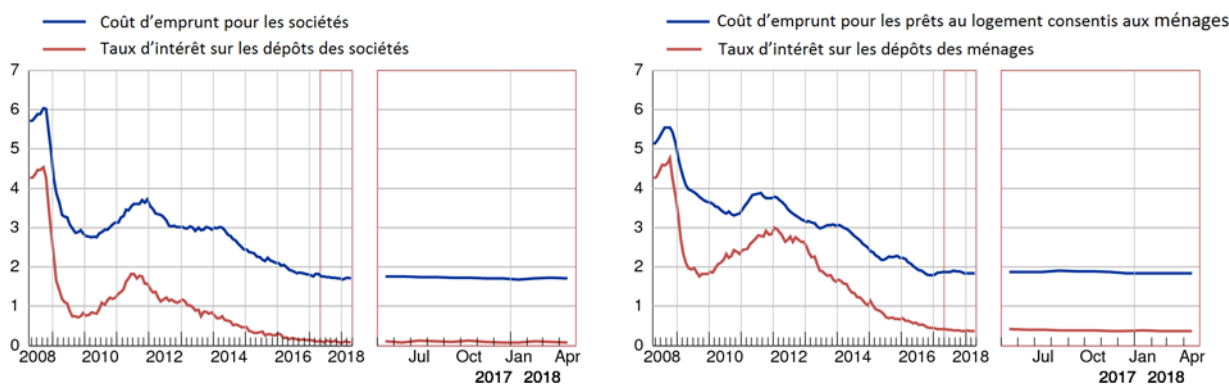 Coût d'emprunt pour les sociétés
Taux d'intérêt sur les dépôts des sociétés
7
6
5
4
3
2
1
0
2008 2010 2012 2014 2016 2018
Jul Oct Jan Apr
2017 2018
Coût d'emprunt pour les prêts au logement consentis aux ménages
Taux d'intérêt sur les dépôts des ménages
7
6
5
4
3
2
1
0
2008 2010 2012 2014 2016 2018
Jul Oct Jan Apr
2017 2018